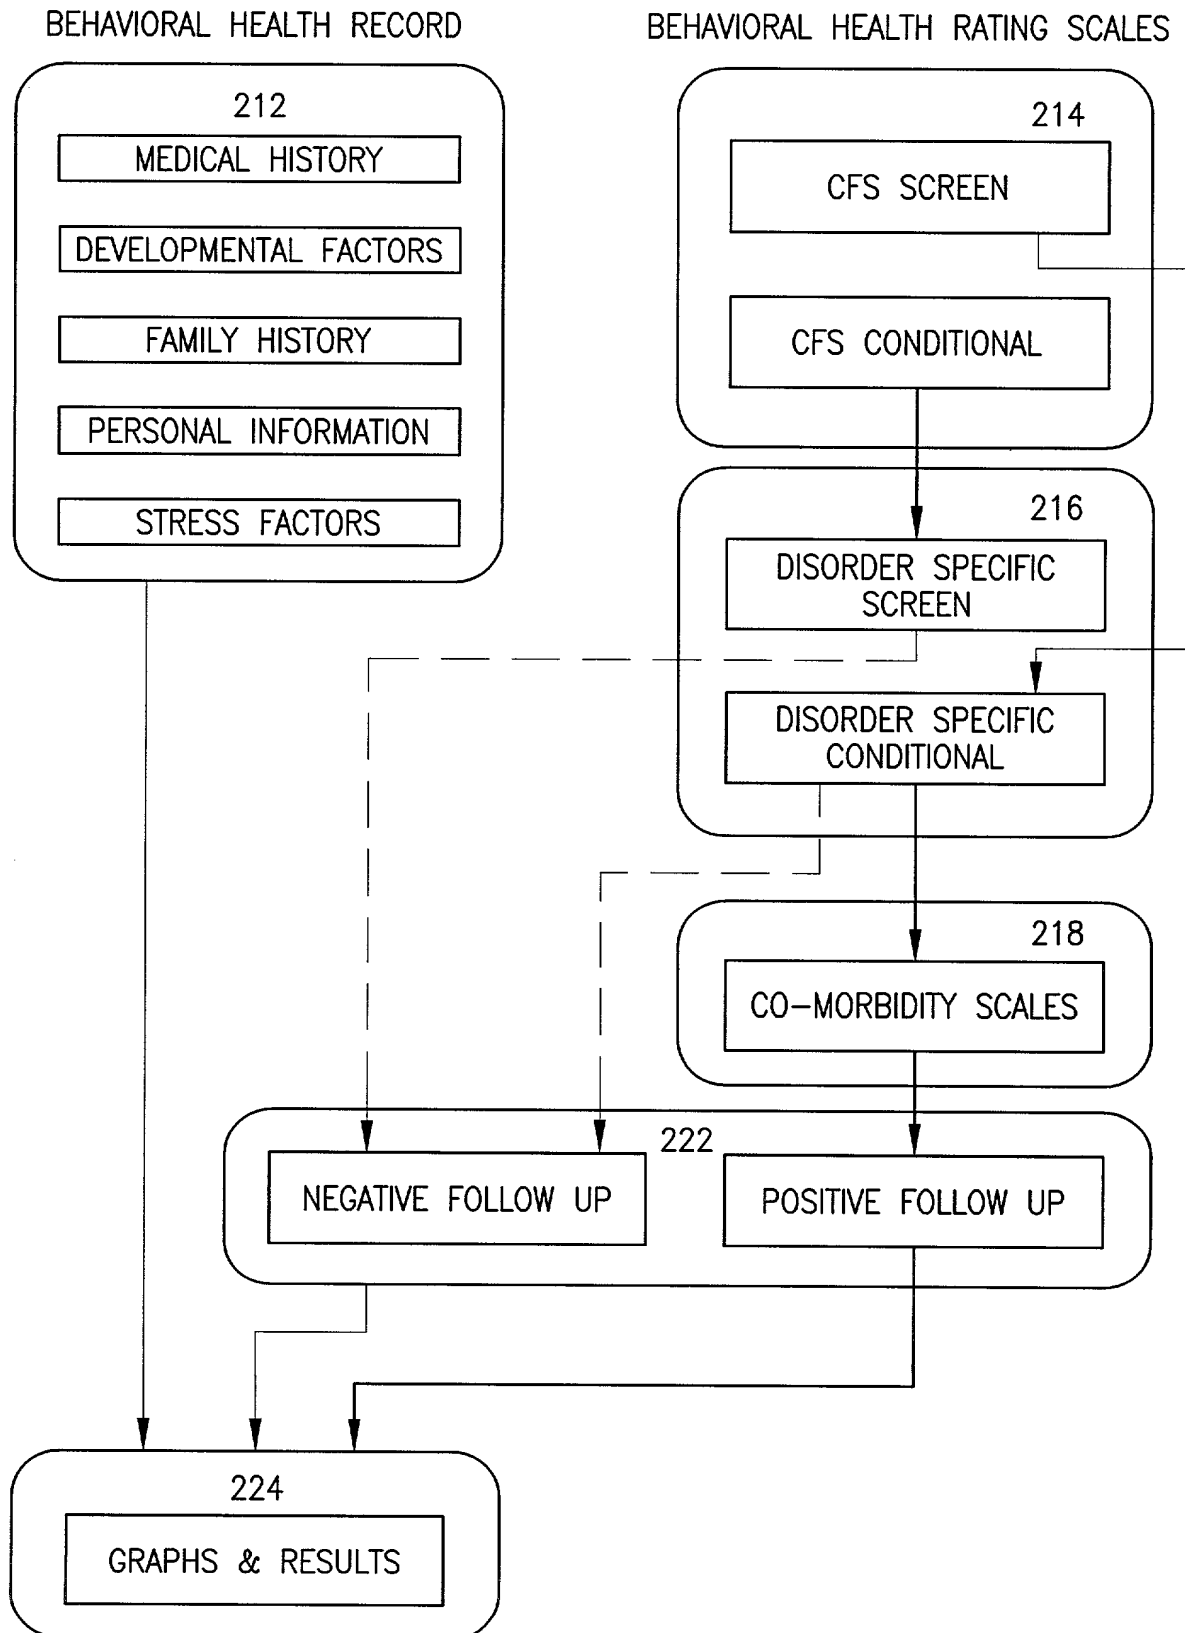 BEHAVIORAL HEALTH RECORD
212
MEDICAL HISTORY
DEVELOPMENTAL FACTORS
FAMILY HISTORY
PERSONAL INFORMATION
STRESS FACTORS
BEHAVIORAL HEALTH RATING SCALES
214
CFS SCREEN
CFS CONDITIONAL
216
DISORDER SPECIFIC
SCREEN
DISORDER SPECIFIC
CONDITIONAL
218
CO-MORBIDITY SCALES
222
NEGATIVE FOLLOW UP
POSITIVE FOLLOW UP
224
GRAPHS & RESULTS